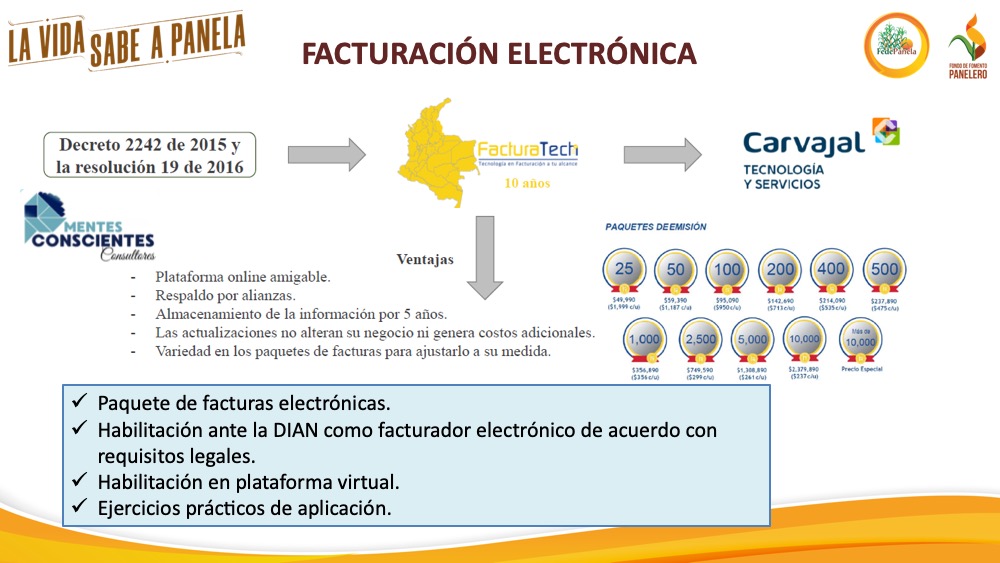 LA VIDA
SABE A PANELA
FACTURACIÓN ELECTRÓNICA
FedePanela
FONDO DE FOMENTO
PANELERO
Decreto 2242 de 2015 y
la resolución 19 de 2016
FacturaTech
Tecnología en Facturación a tu alcance
10 años
Carvajal
TECNOLOGÍA
Y SERVICIOS
MENTES
CONSCIENTES
Consultores
Ventajas
- Plataforma online amigable.
- Respaldo por alianzas.
- Almacenamiento de la información por 5 años.
- Las actualizaciones no alteran su negocio ni genera costos adicionales.
- Variedad en los paquetes de facturas para ajustarlo a su medida.
PAQUETES DE EMISIÓN
25 50 100 200 400 500
$49,990 $59,390 $95,090 $142,690 $214,090 $237,890
($1,999 c/u) ($1,187 c/u) ($950 c/u) ($713 c/u) ($535 c/u) ($475 c/u)
1,000 2,500 5,000 10,000 Más de 10,000
$356,890 $749,590 $1,308,890 $2,379,890 Precio Especial
($356 c/u) ($299 c/u) ($261 c/u) ($237 c/u)
✓ Paquete de facturas electrónicas.
✓ Habilitación ante la DIAN como facturador electrónico de acuerdo con
requisitos legales.
✓ Habilitación en plataforma virtual.
✓ Ejercicios prácticos de aplicación.